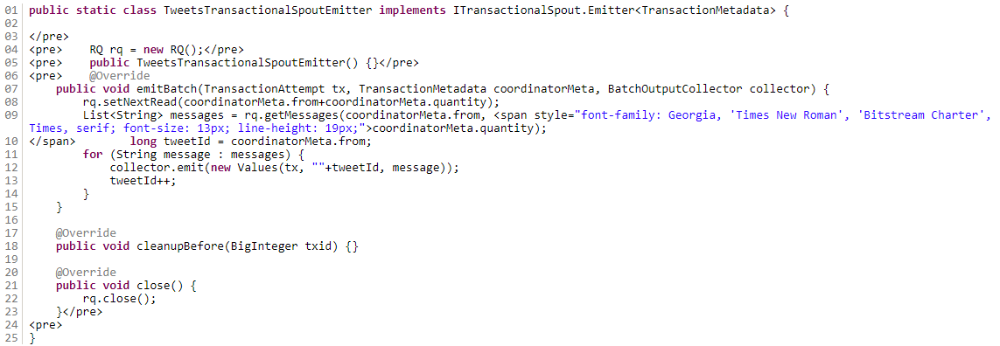 01 public static class TweetsTransactionalSpoutEmitter implements ITransactionalSpout.Emitter<TransactionMetadata> {
02
03 </pre>
04 <pre>    RQ rq = new RQ();</pre>
05 <pre>    public TweetsTransactionalSpoutEmitter() {}</pre>
06 <pre>    @Override
07     public void emitBatch(TransactionAttempt tx, TransactionMetadata coordinatorMeta, BatchOutputCollector collector) {
08         rq.setNextRead(coordinatorMeta.from+coordinatorMeta.quantity);
09         List<String> messages = rq.getMessages(coordinatorMeta.from, <span style="font-family: Georgia, 'Times New Roman', 'Bitstream Charter',
Times, serif; font-size: 13px; line-height: 19px;">coordinatorMeta.quantity);
10 </span>        long tweetId = coordinatorMeta.from;
11         for (String message : messages) {
12             collector.emit(new Values(tx, ""+tweetId, message));
13             tweetId++;
14         }
15     }
16
17     @Override
18     public void cleanupBefore(BigInteger txid) {}
19
20     @Override
21     public void close() {
22         rq.close();
23     }</pre>
24 <pre>
25 }